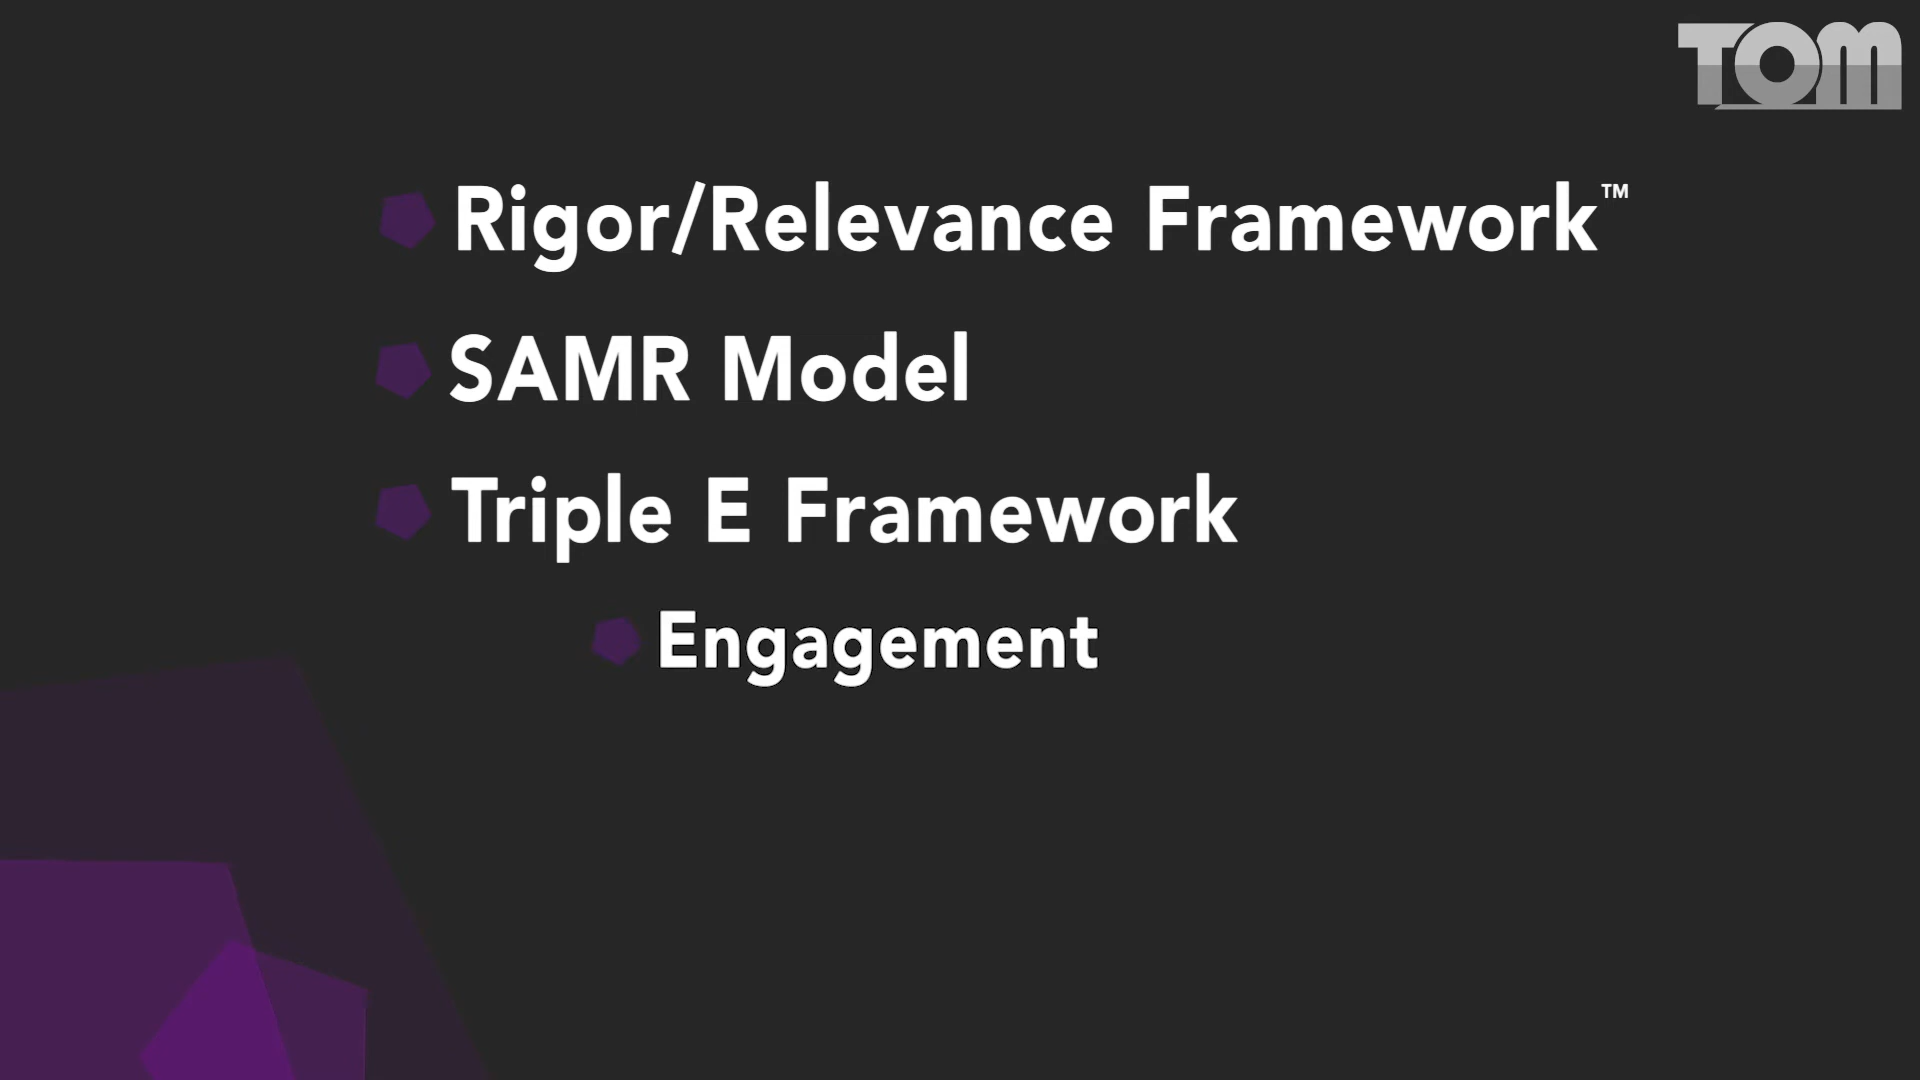 TOM
Rigor/Relevance Framework™
SAMR Model
Triple E Framework
Engagement